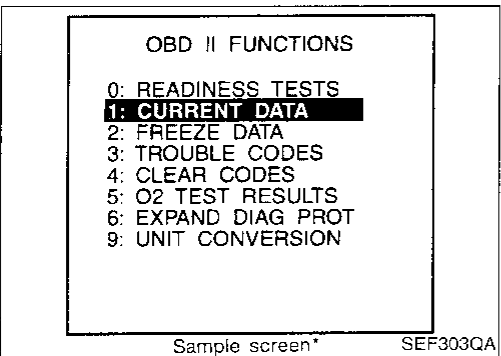 OBD II FUNCTIONS
0: READINESS TESTS
1: CURRENT DATA
2: FREEZE DATA
3: TROUBLE CODES
4: CLEAR CODES
5: O2 TEST RESULTS
6: EXPAND DIAG PROT
9: UNIT CONVERSION
Sample screen*
SEF303QA